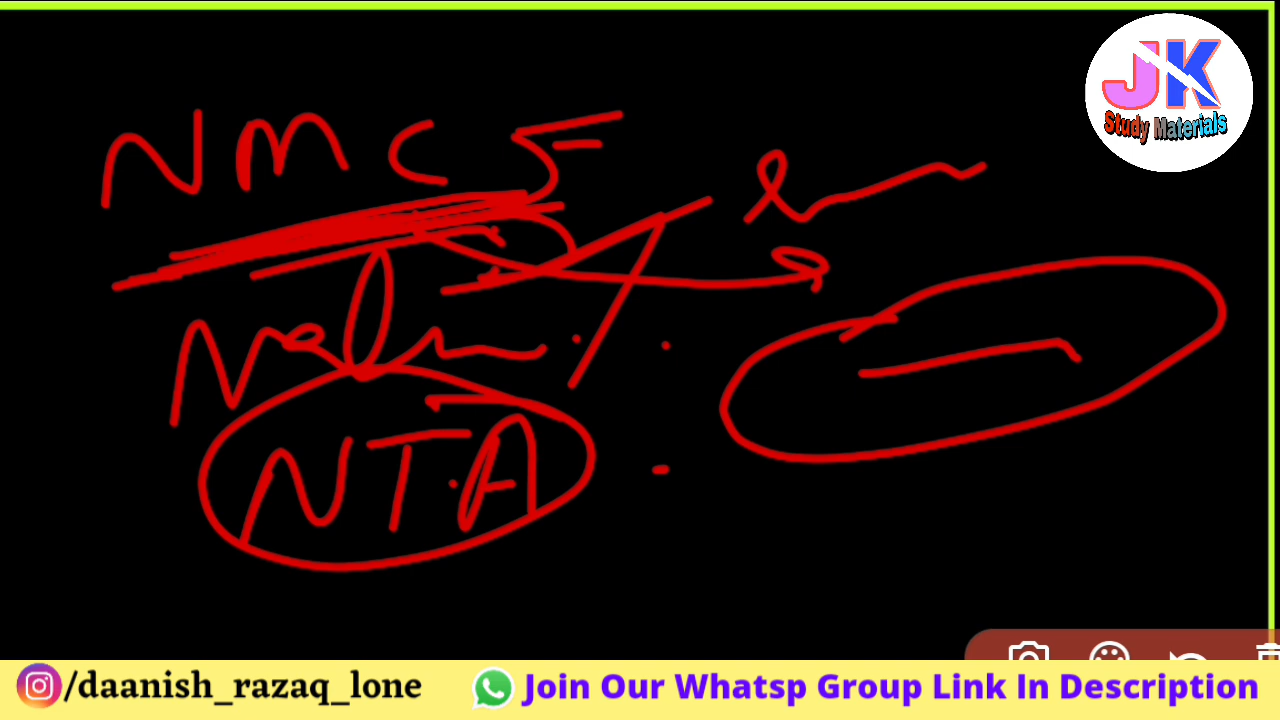 JK
Study Materials
NMC
NTA
/daanish_razaq_lone
Join Our Whatsp Group Link In Description